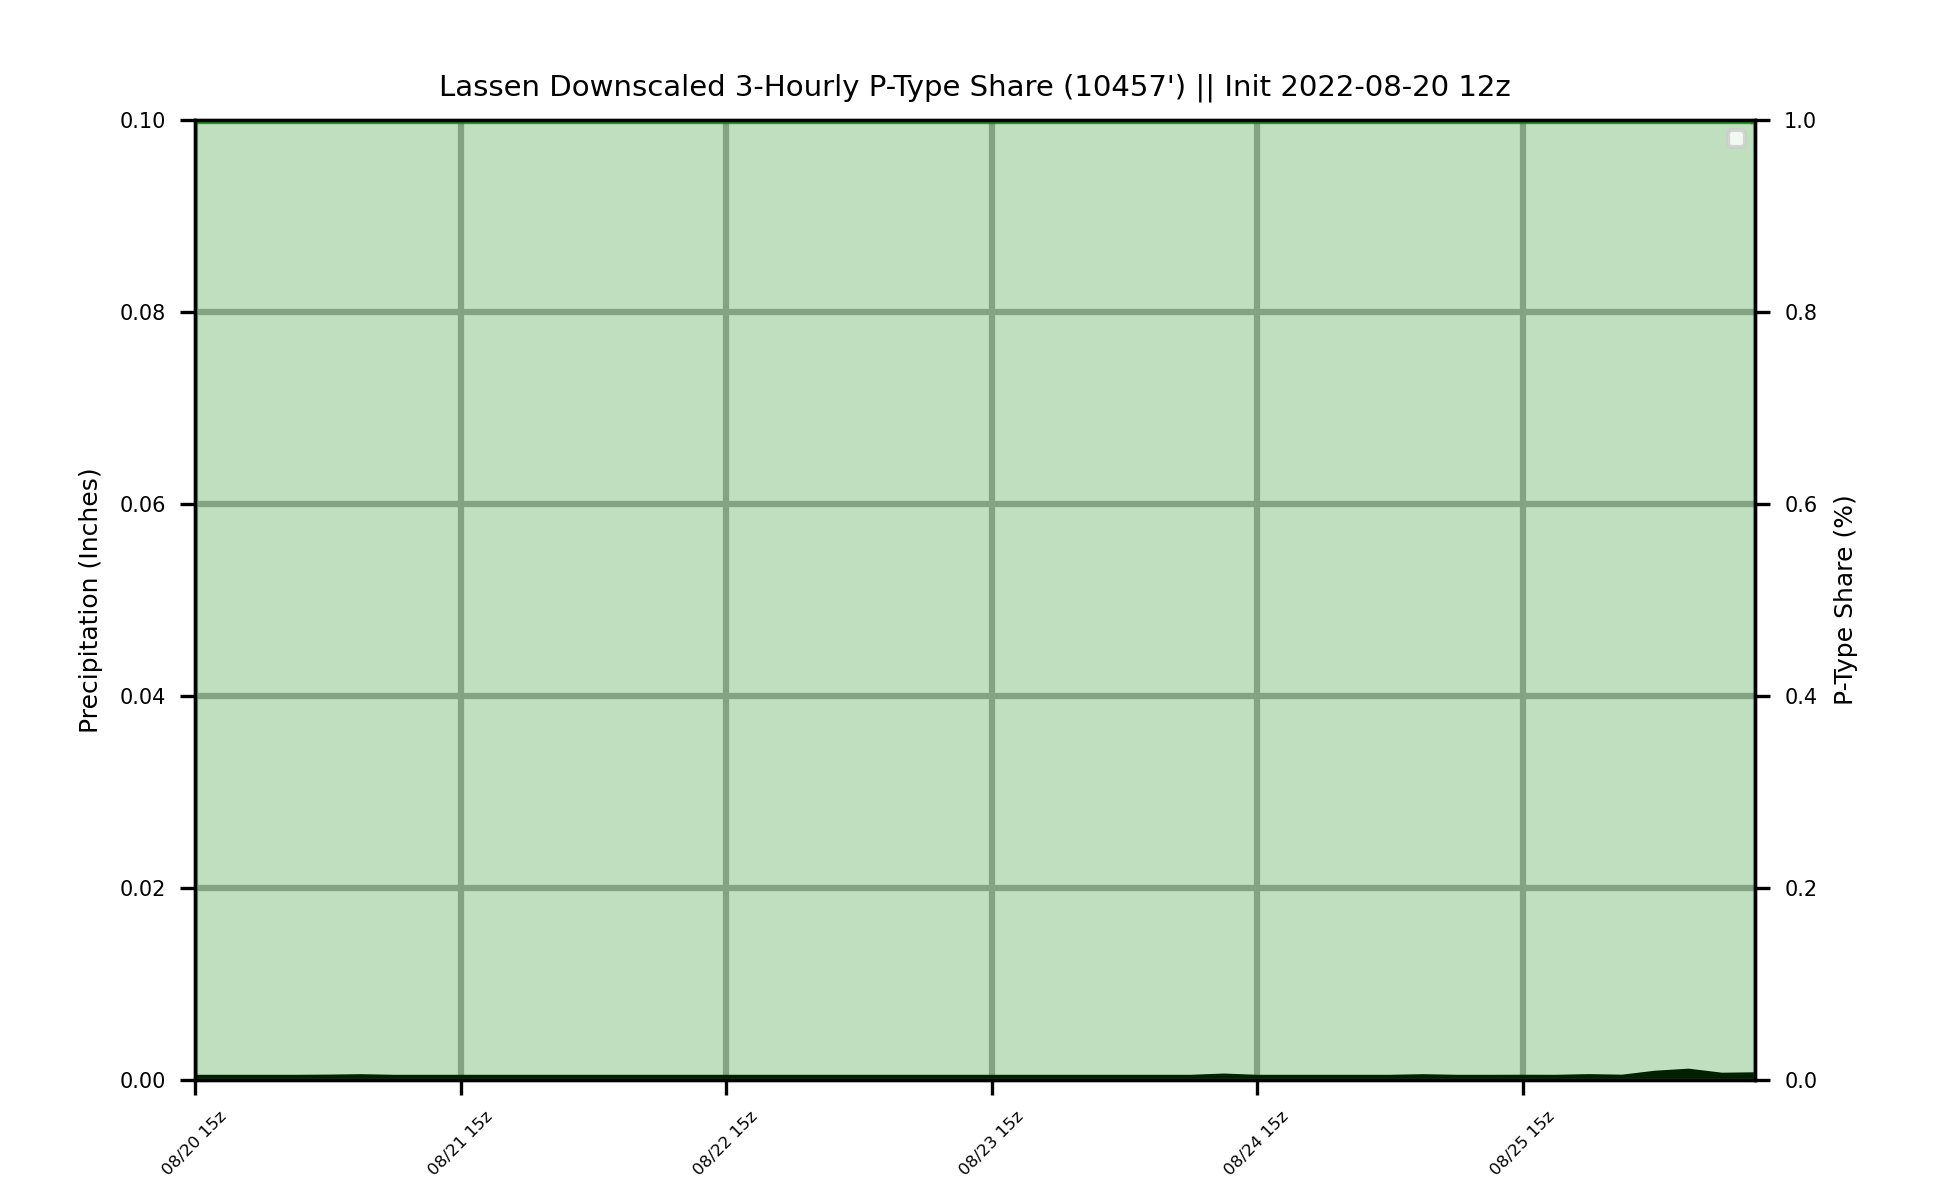 Lassen Downscaled 3-Hourly P-Type Share (10457') || Init 2022-08-20 12z
0.10
0.08
0.06
0.04
0.02
0.00
Precipitation (Inches)
1.0
0.8
0.6
0.4
0.2
0.0
P-Type Share (%)
08/20 15z
08/21 15z
08/22 15z
08/23 15z
08/24 15z
08/25 15z